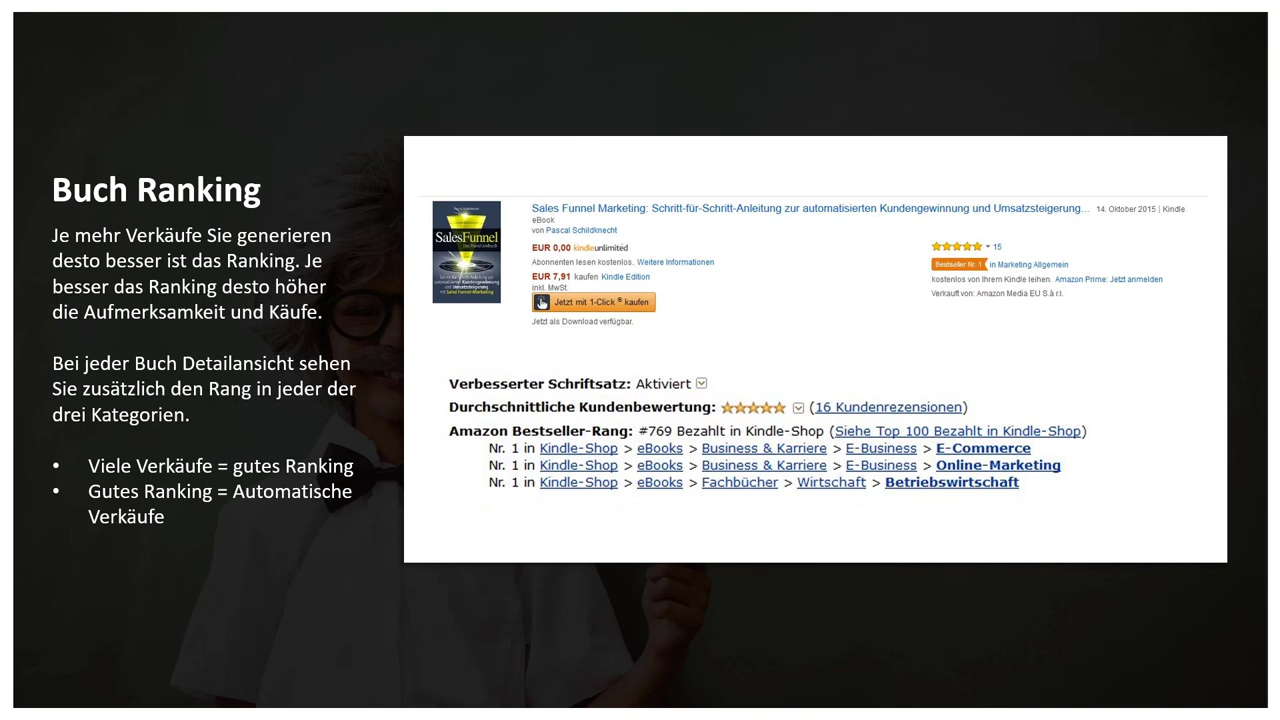 Buch Ranking
Je mehr Verkäufe Sie generieren
desto besser ist das Ranking. Je
besser das Ranking desto höher
die Aufmerksamkeit und Käufe.
Bei jeder Buch Detailansicht sehen
Sie zusätzlich den Rang in jeder der
drei Kategorien.
• Viele Verkäufe = gutes Ranking
• Gutes Ranking = Automatische
Verkäufe
SalesFunnel
Sales Funnel Marketing: Schritt-für-Schritt-Anleitung zur automatisierten Kundengewinnung und Umsatzsteigerung... 14. Oktober 2015 | Kindle
eBook
von Pascal Schildknecht
EUR 0,00 kindleunlimited
Abonnenten lesen kostenlos. Weitere Informationen
EUR 7,91 kaufen Kindle Edition
inkl. MwSt.
Jetzt mit 1-Click ® kaufen
Jetzt als Download verfügbar.
15
Bestseller Nr. 1 in Marketing Allgemein
kostenlos von Ihrem Kindle leihen. Amazon Prime: Jetzt anmelden
Verkauft von: Amazon Media EU S.à r.l.
Verbesserter Schriftsatz: Aktiviert
Durchschnittliche Kundenbewertung: (16 Kundenrezensionen)
Amazon Bestseller-Rang: #769 Bezahlt in Kindle-Shop (Siehe Top 100 Bezahlt in Kindle-Shop)
Nr. 1 in Kindle-Shop > eBooks > Business & Karriere > E-Business > E-Commerce
Nr. 1 in Kindle-Shop > eBooks > Business & Karriere > E-Business > Online-Marketing
Nr. 1 in Kindle-Shop > eBooks > Fachbücher > Wirtschaft > Betriebswirtschaft